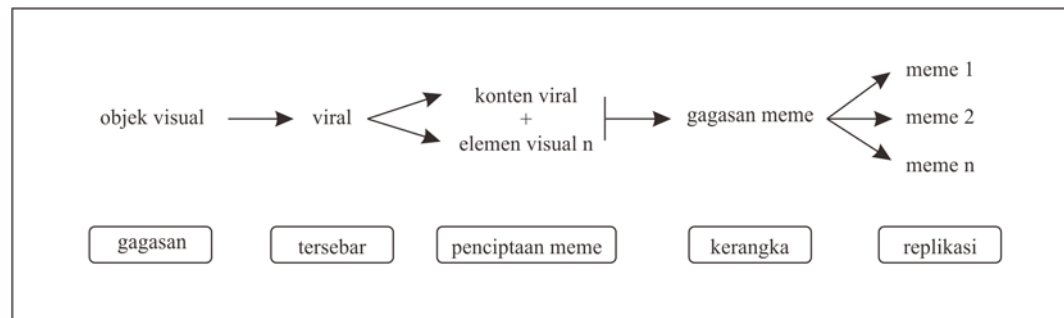 objek visual
viral
konten viral
+
elemen visual n
gagasan meme
meme 1
meme 2
meme n
gagasan
tersebar
penciptaan meme
kerangka
replikasi